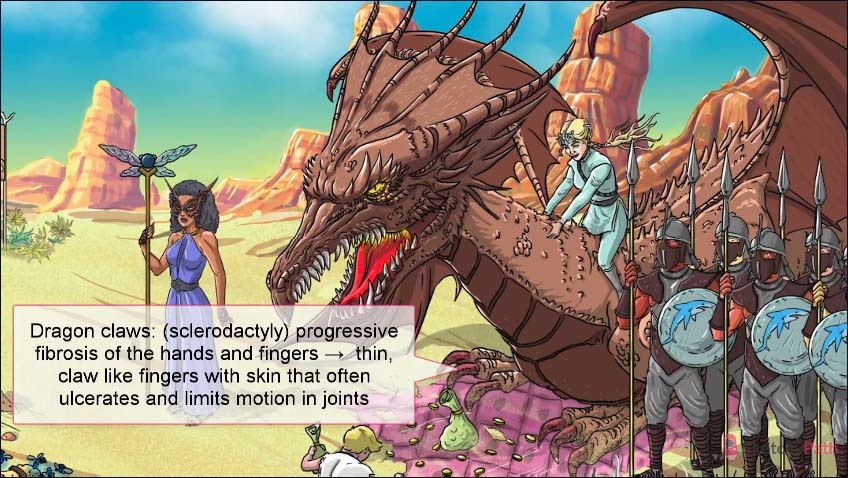 Dragon claws: (sclerodactyly) progressive
fibrosis of the hands and fingers → thin,
claw like fingers with skin that often
ulcerates and limits motion in joints